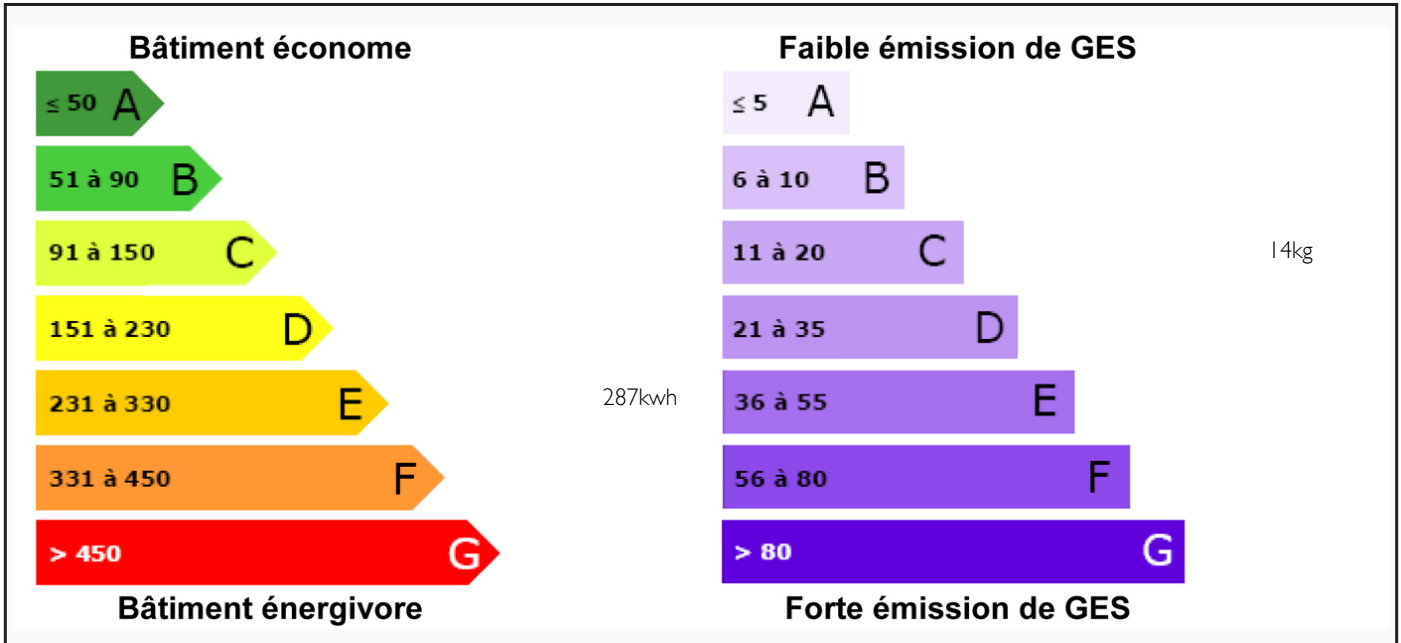 Bâtiment économe
≤ 50 A
51 à 90 B
91 à 150 C
151 à 230 D
231 à 330 E
287kwh
331 à 450 F
> 450 G
Bâtiment énergivore
Faible émission de GES
≤ 5 A
6 à 10 B
11 à 20 C
14kg
21 à 35 D
36 à 55 E
56 à 80 F
> 80 G
Forte émission de GES